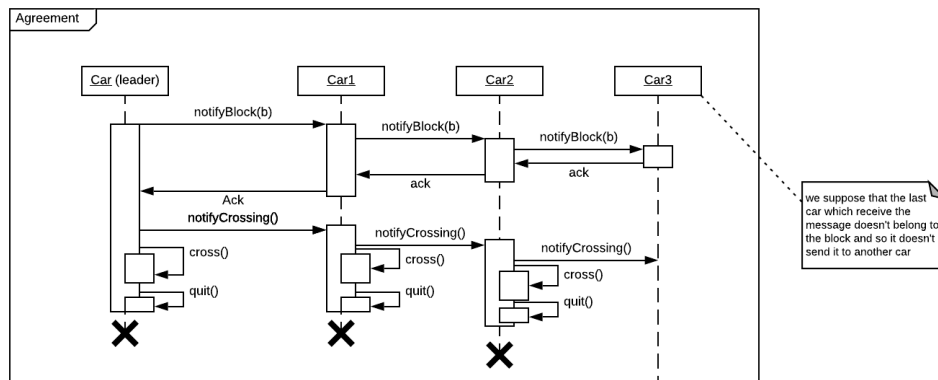 Agreement
Car (leader)
Car1
Car2
Car3
notifyBlock(b)
notifyBlock(b)
notifyBlock(b)
ack
ack
Ack
notifyCrossing()
notifyCrossing()
notifyCrossing()
cross()
cross()
cross()
quit()
quit()
quit()
we suppose that the last
car which receive the
message doesn't belong to
the block and so it doesn't
send it to another car